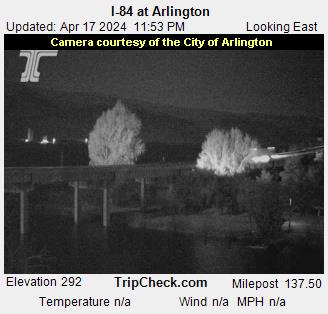 I-84 at Arlington
Updated: Apr 17 2024 11:53 PM Looking East
Camera courtesy of the City of Arlington
Elevation 292 TripCheck.com Milepost 137.50
Temperature n/a Wind n/a MPH n/a